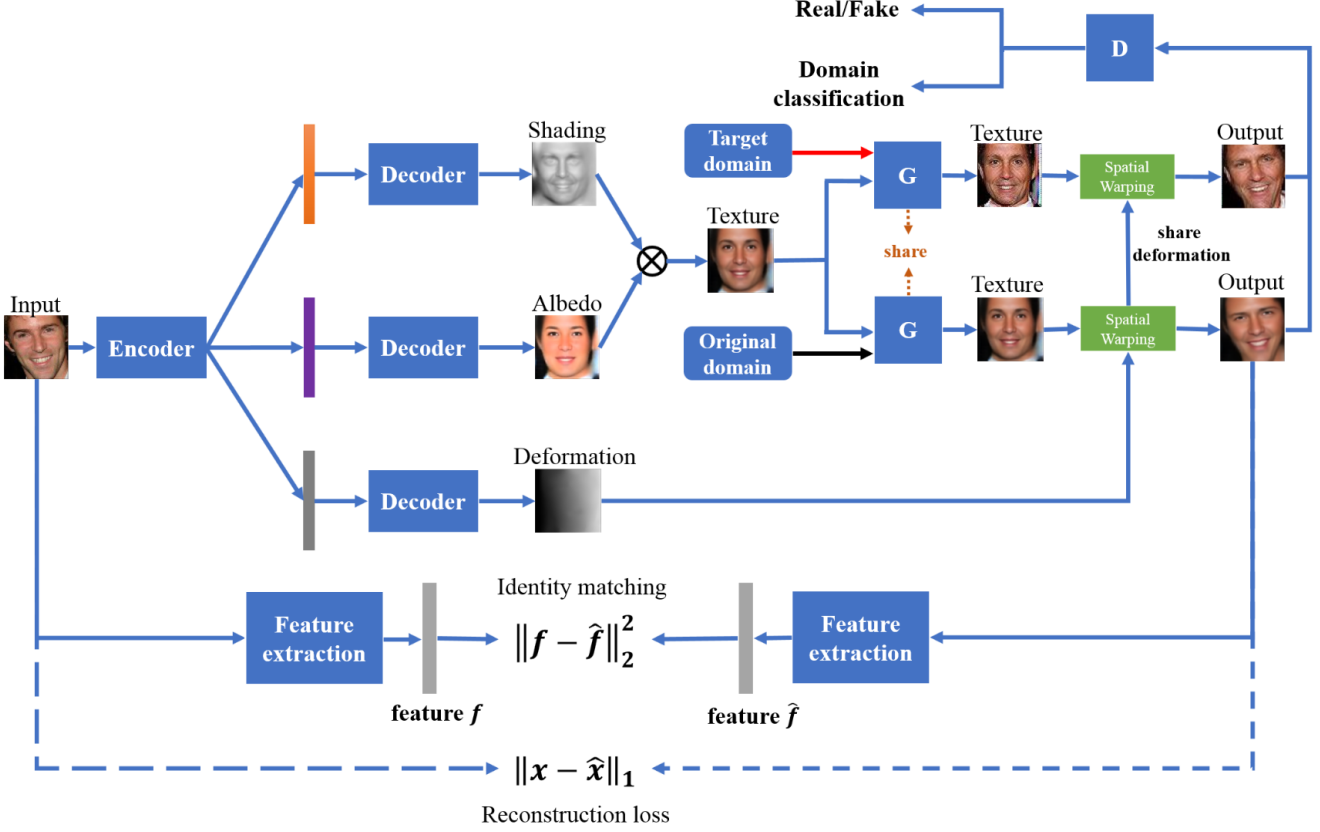 Real/Fake
D
Domain
classification
Shading
Texture
Output
Target
domain
Decoder
G
Spatial
Warping
Texture
share
share
deformation
Input
Albedo
Texture
Output
Encoder
Decoder
Original
domain
G
Spatial
Warping
Deformation
Decoder
Identity matching
Feature
extraction
‖f − f̂‖₂²
Feature
extraction
feature f
feature f̂
‖x − x̂‖₁
Reconstruction loss